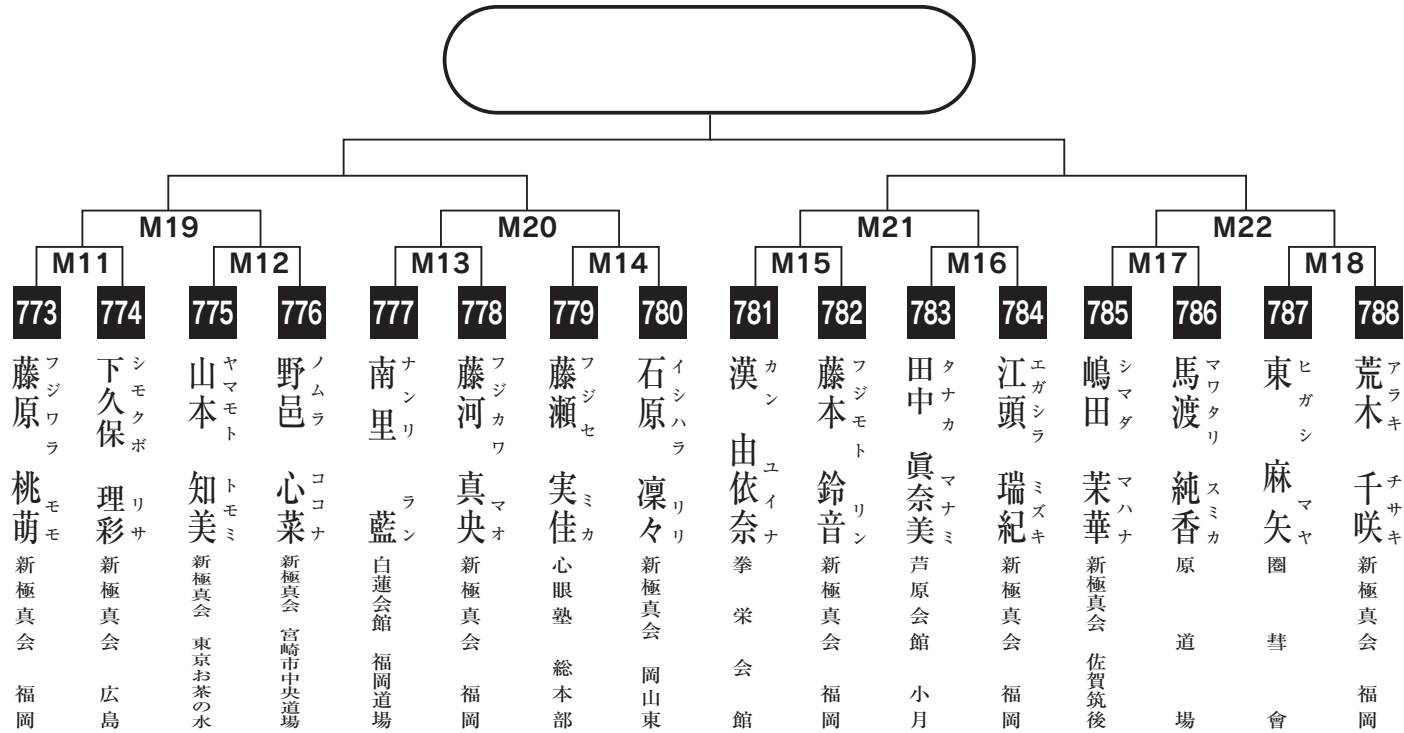 M19 M20 M21 M22
M11 M12 M13 M14 M15 M16 M17 M18
773 774 775 776 777 778 779 780 781 782 783 784 785 786 787 788
藤原 桃萌
フジワラ モモ
新極真会 福岡
下久保 理彩
シモクボ リサ
新極真会 広島
山本 知美
ヤマモト トモミ
新極真会 東京お茶の水
野邑 心菜
ノムラ ココナ
新極真会 宮崎市中央道場
南里 藍
ナンリ ラン
白蓮会館 福岡道場
藤河 真央
フジカワ マオ
新極真会 福岡
藤瀬 実佳
フジセ ミカ
心眼塾 総本部
石原 凜々
イシハラ リリ
新極真会 岡山東
漢 由依奈
カン ユイナ
拳栄会館
藤本 鈴音
フジモト リン
新極真会 福岡
田中 眞奈美
タナカ マナミ
芦原会館 小月
江頭 瑞紀
エガシラ ミズキ
新極真会 福岡
嶋田 茉華
シマダ マハナ
新極真会 佐賀筑後
馬渡 純香
マワタリ スミカ
原道場
東 麻矢
ヒガシ マヤ
圏彗會
荒木 千咲
アラキ チサキ
新極真会 福岡